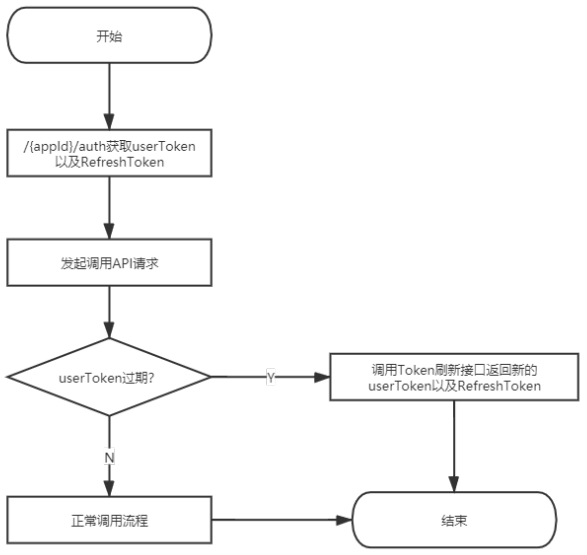 开始
/{appId}/auth获取userToken
以及RefreshToken
发起调用API请求
userToken过期?
Y
调用Token刷新接口返回新的
userToken以及RefreshToken
N
正常调用流程
结束